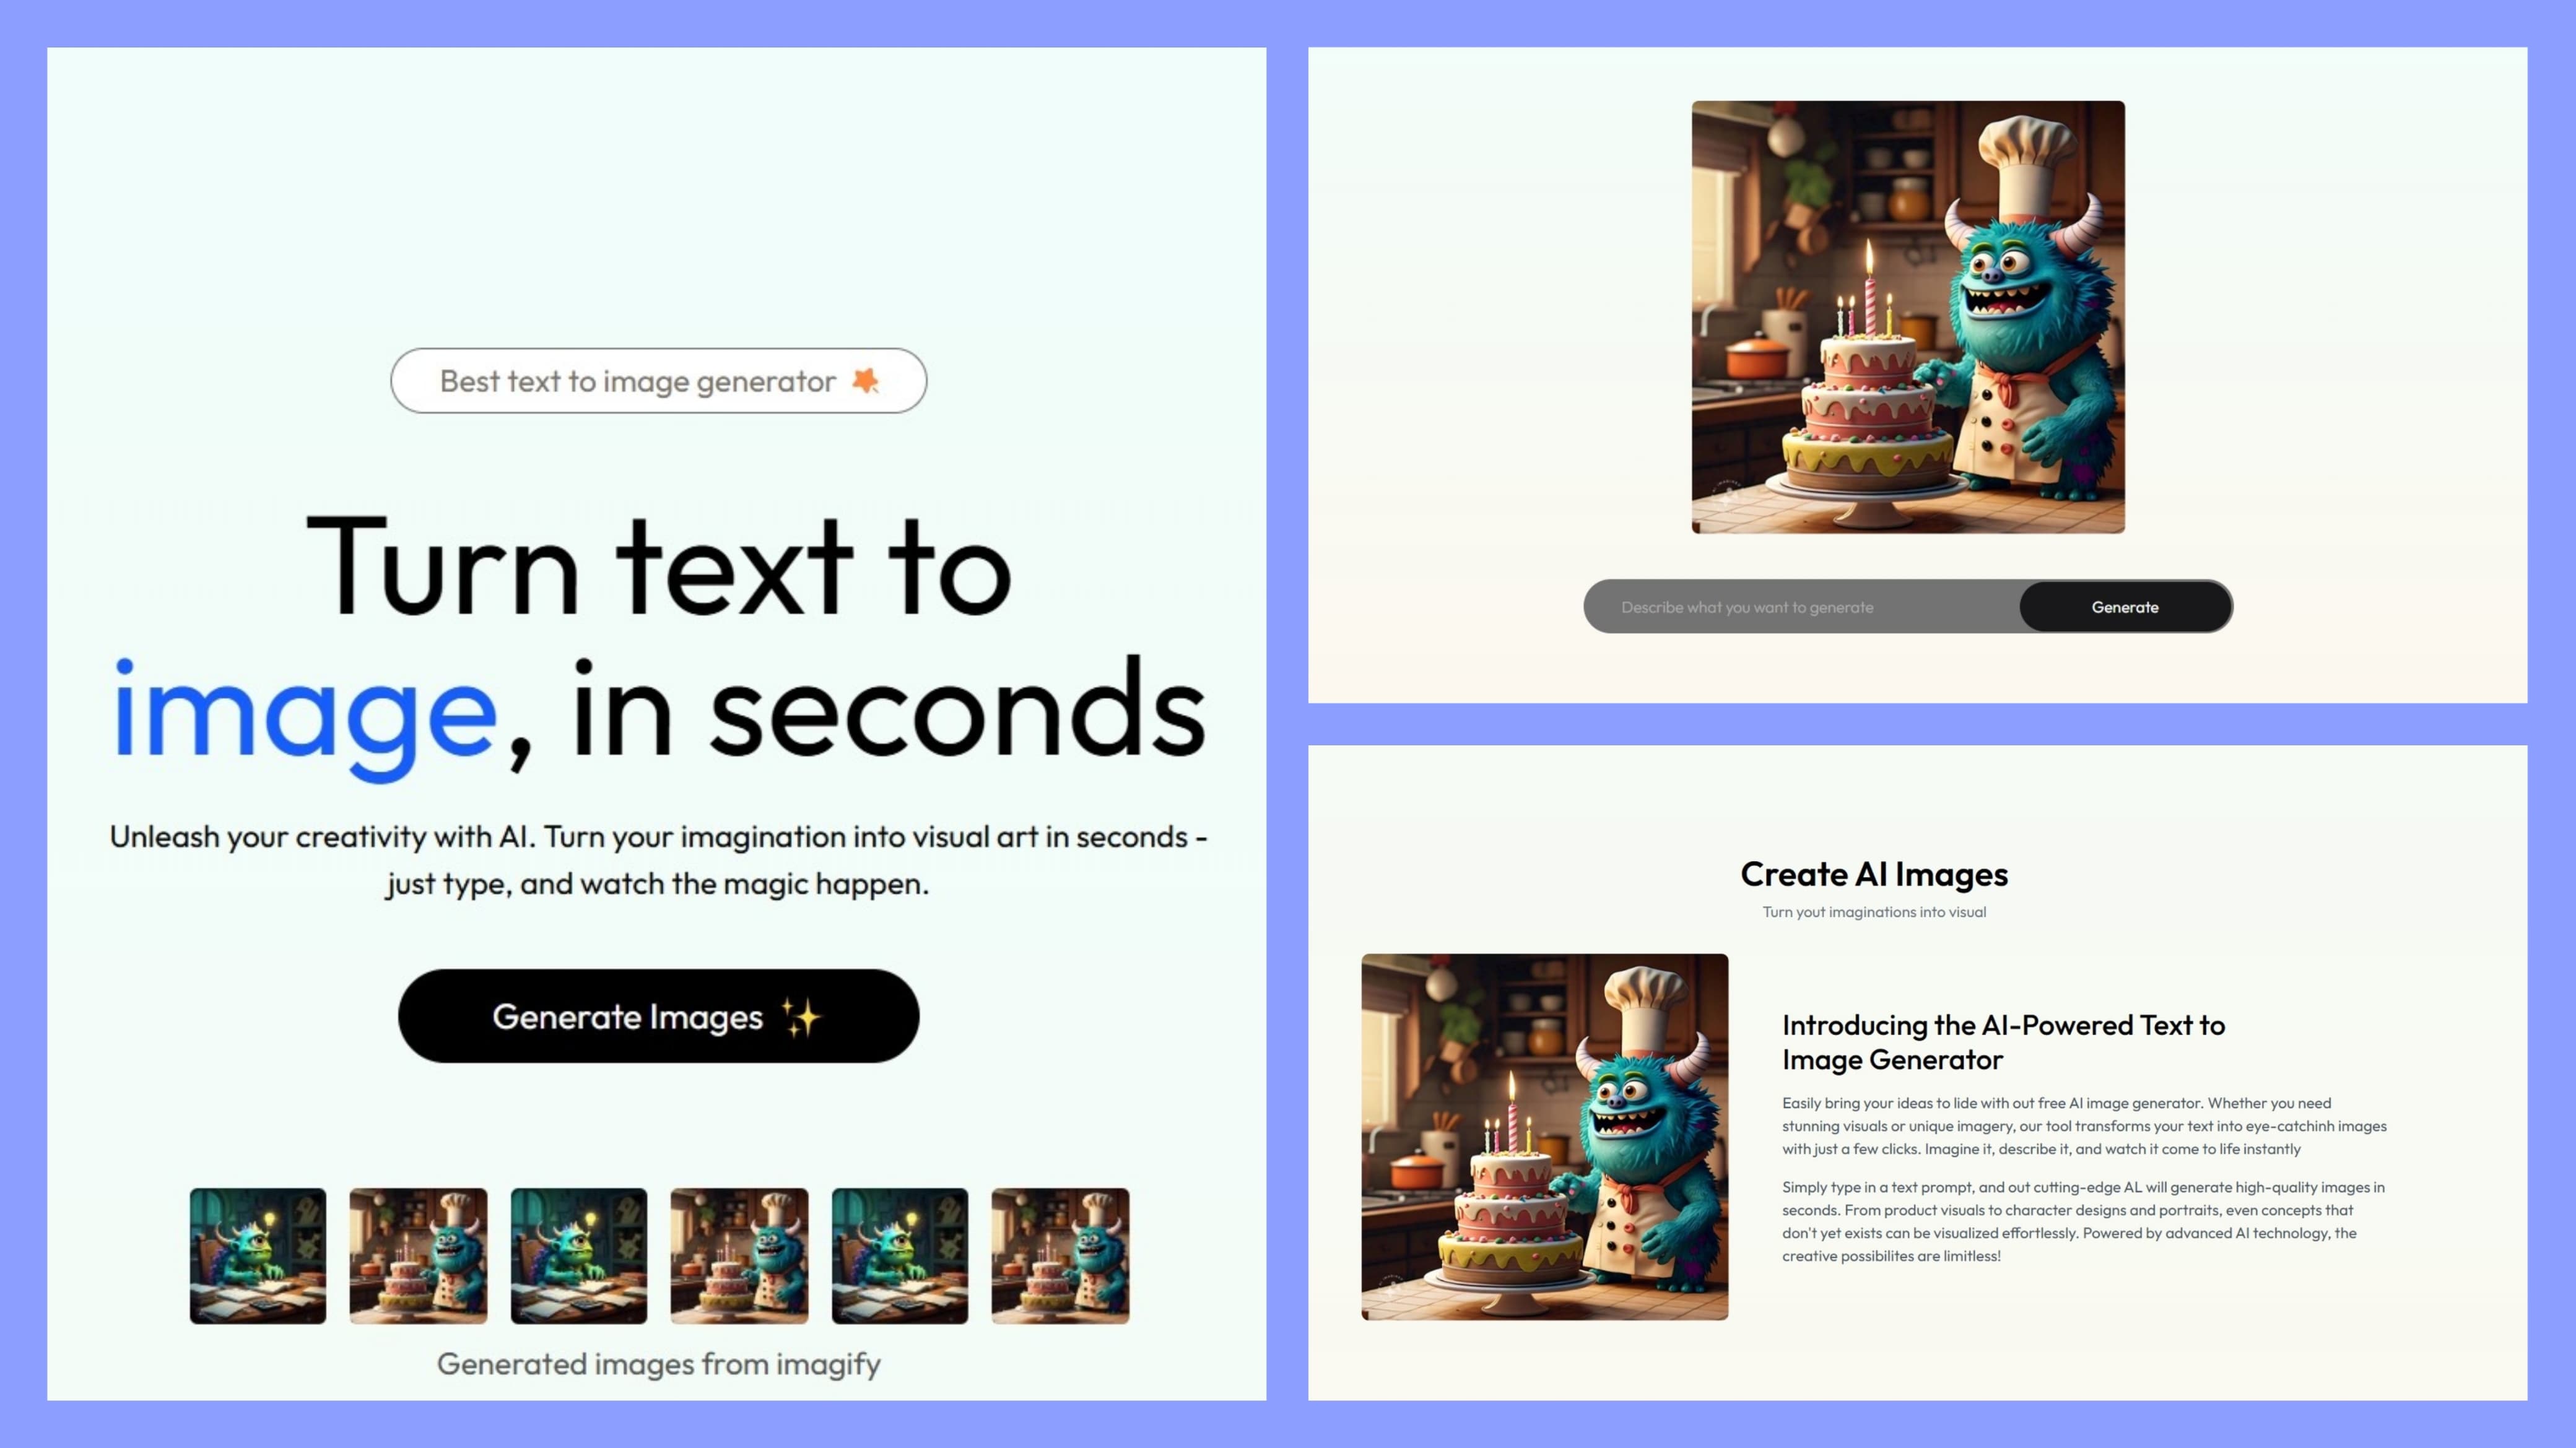 Best text to image generator
Turn text to
image, in seconds
Unleash your creativity with AI. Turn your imagination into visual art in seconds -
just type, and watch the magic happen.
Generate Images
Generated images from imagify
Describe what you want to generate
Generate
Create AI Images
Turn yout imaginations into visual
Introducing the AI-Powered Text to
Image Generator
Easily bring your ideas to lide with out free AI image generator. Whether you need
stunning visuals or unique imagery, our tool transforms your text into eye-catchinh images
with just a few clicks. Imagine it, describe it, and watch it come to life instantly
Simply type in a text prompt, and out cutting-edge AL will generate high-quality images in
seconds. From product visuals to character designs and portraits, even concepts that
don't yet exists can be visualized effortlessly. Powered by advanced AI technology, the
creative possibilites are limitless!